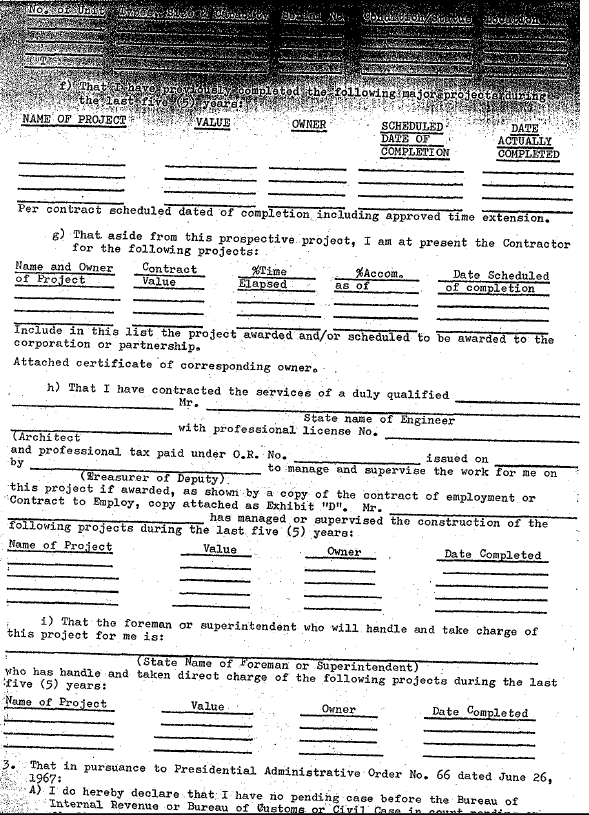 No. of Unit Condition/Status Location
f) That I have previously completed the following major projects during
the last five (5) years:
NAME OF PROJECT VALUE OWNER SCHEDULED DATE OF COMPLETION DATE ACTUALLY COMPLETED
Per contract scheduled dated of completion including approved time extension.
g) That aside from this prospective project, I am at present the Contractor
for the following projects:
Name and Owner of Project Contract Value %Time Elapsed %Accom. as of Date Scheduled of completion
Include in this list the project awarded and/or scheduled to be awarded to the
corporation or partnership.
Attached certificate of corresponding owner.
h) That I have contracted the services of a duly qualified
Mr.
State name of Engineer
with professional license No.
(Architect
and professional tax paid under O.R. No. issued on
by to manage and supervise the work for me on
(Treasurer of Deputy)
this project if awarded, as shown by a copy of the contract of employment or
Contract to Employ, copy attached as Exhibit "D". Mr.
has managed or supervised the construction of the
following projects during the last five (5) years:
Name of Project Value Owner Date Completed
i) That the foreman or superintendent who will handle and take charge of
this project for me is:
(State Name of Foreman or Superintendent)
who has handle and taken direct charge of the following projects during the last
five (5) years:
Name of Project Value Owner Date Completed
3. That in pursuance to Presidential Administrative Order No. 66 dated June 26,
1967:
A) I do hereby declare that I have no pending case before the Bureau of
Internal Revenue or Bureau of Customs or Civil Case in court pending